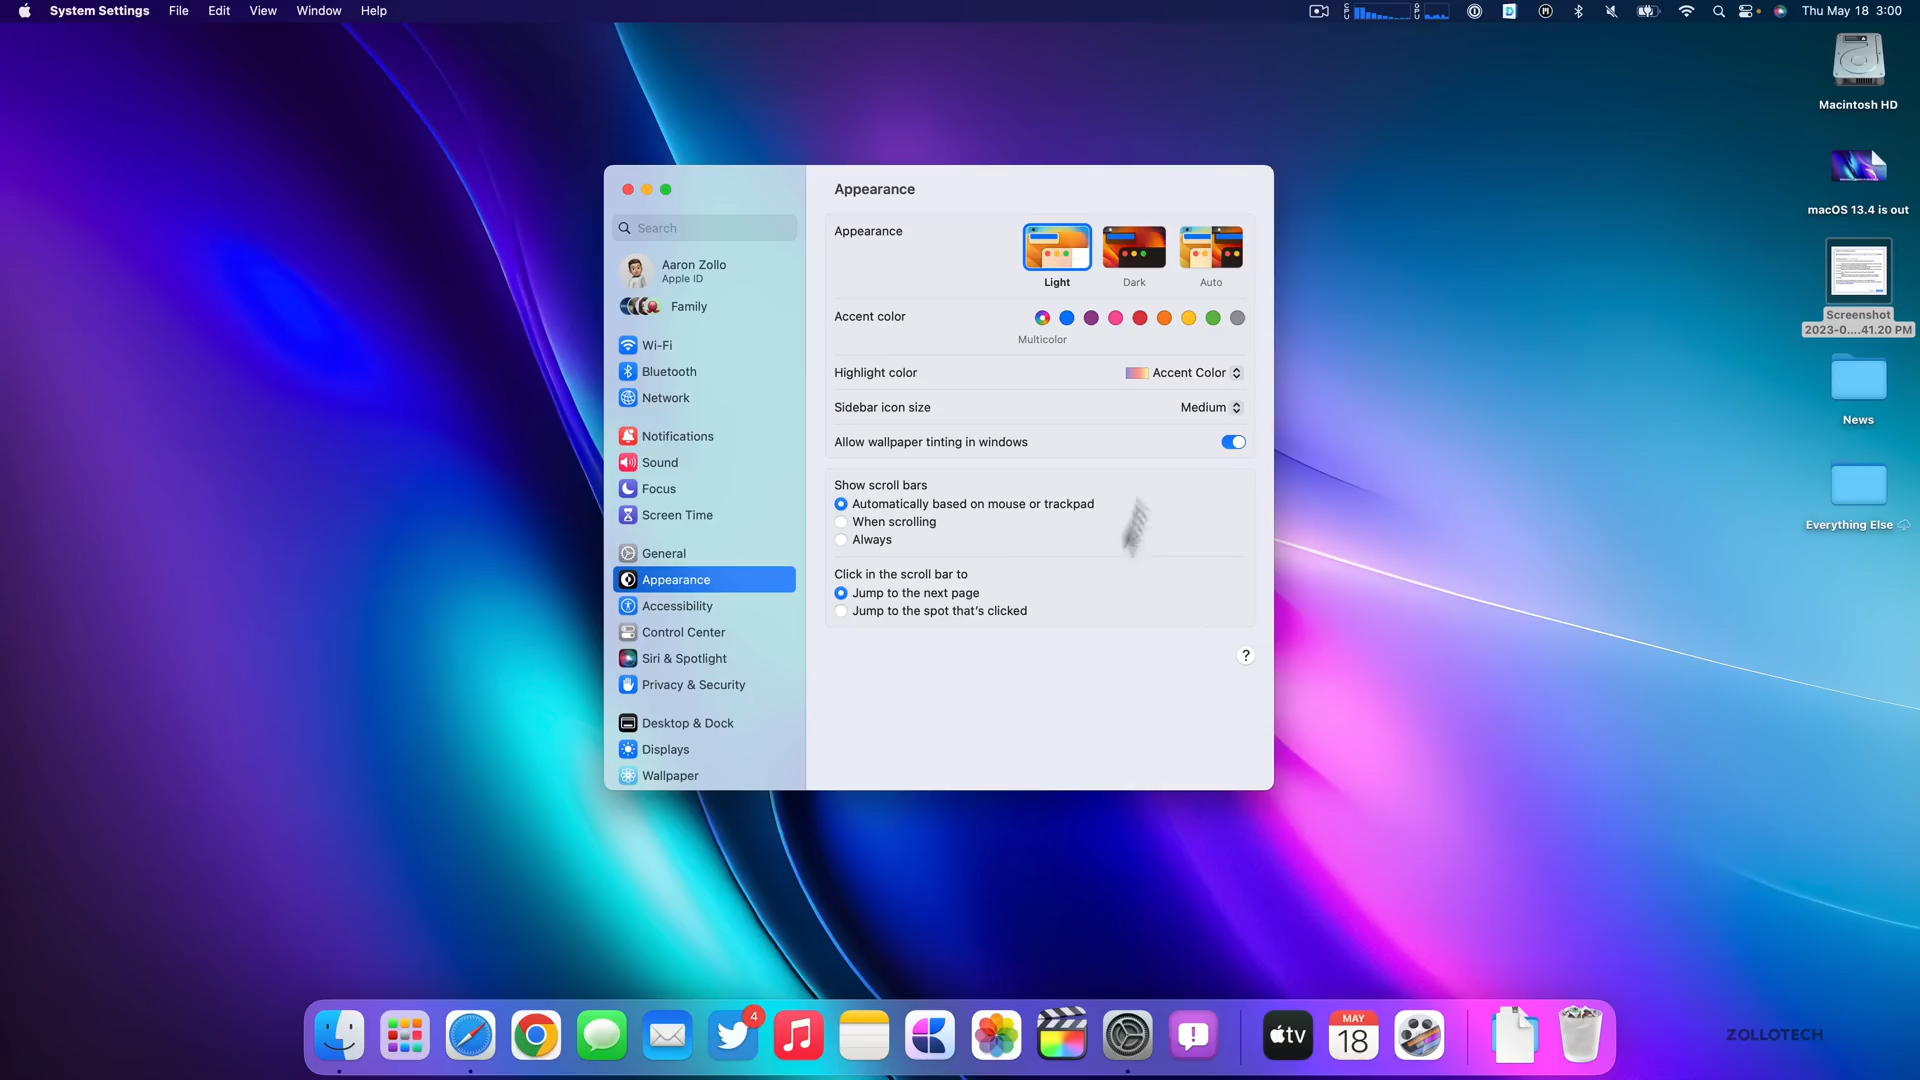 System Settings File Edit View Window Help
CPU GPU Thu May 18 3:00
Macintosh HD
macOS 13.4 is out
Screenshot
2023-0....41.20 PM
News
Everything Else
Search
Aaron Zollo
Apple ID
Family
Wi-Fi
Bluetooth
Network
Notifications
Sound
Focus
Screen Time
General
Appearance
Accessibility
Control Center
Siri & Spotlight
Privacy & Security
Desktop & Dock
Displays
Wallpaper
Appearance
Appearance
Light Dark Auto
Accent color
Multicolor
Highlight color Accent Color
Sidebar icon size Medium
Allow wallpaper tinting in windows
Show scroll bars
Automatically based on mouse or trackpad
When scrolling
Always
Click in the scroll bar to
Jump to the next page
Jump to the spot that's clicked
?
4
tv
MAY
18
ZOLLOTECH